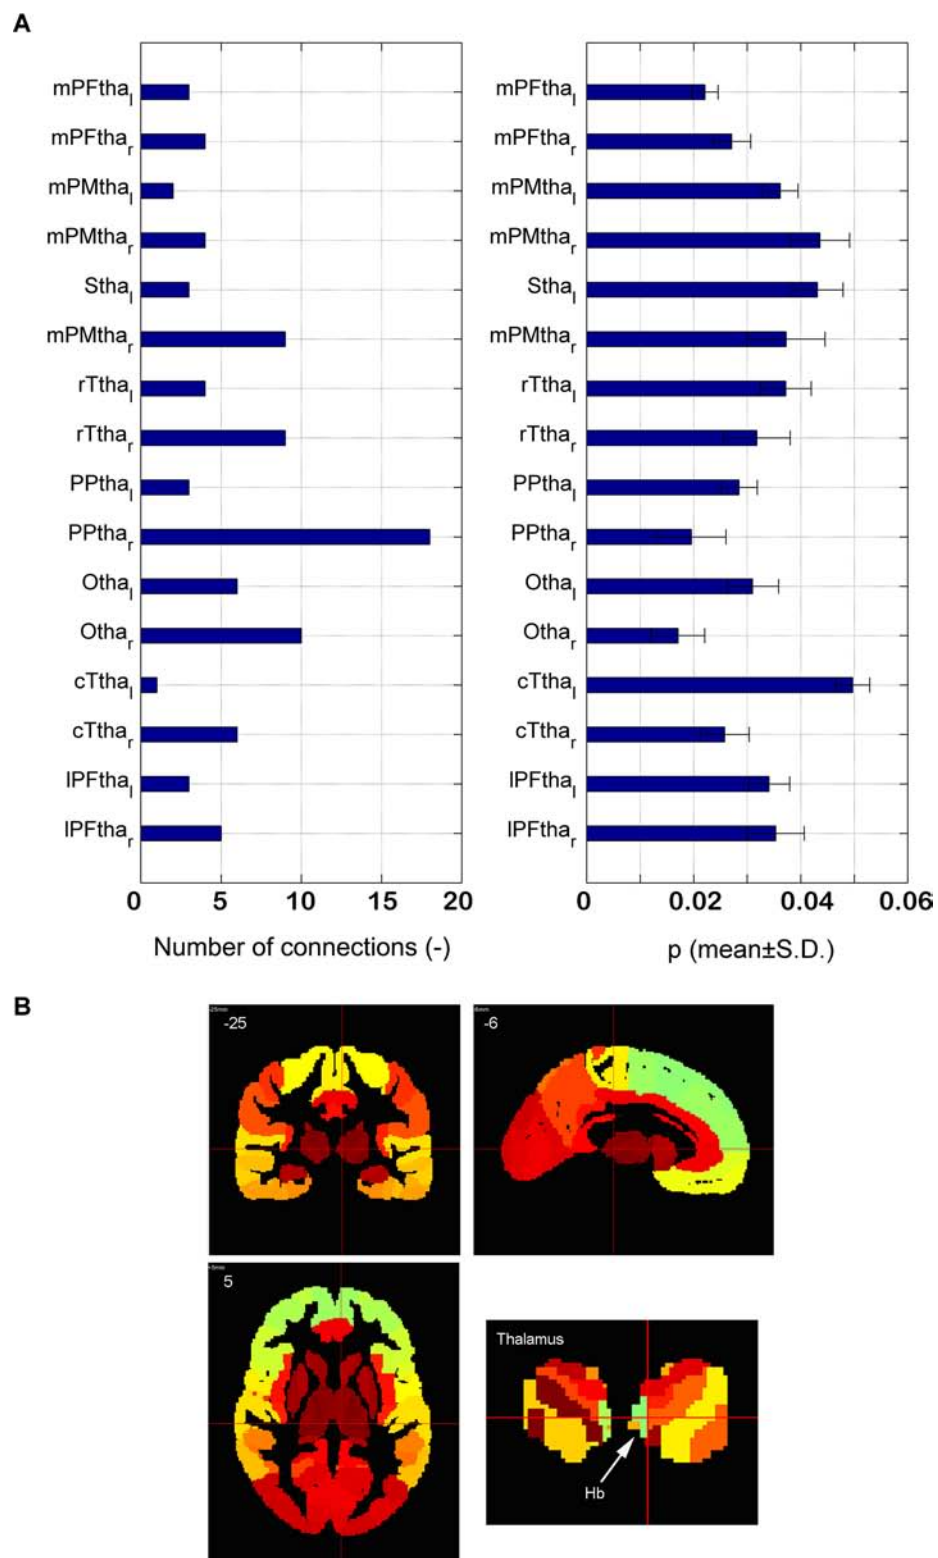 A
mPFtha_l mPFtha_l
mPFtha_r mPFtha_r
mPMtha_l mPMtha_l
mPMtha_r mPMtha_r
Stha_l Stha_l
mPMtha_r mPMtha_r
rTtha_l rTtha_l
rTtha_r rTtha_r
PPtha_l PPtha_l
PPtha_r PPtha_r
Otha_l Otha_l
Otha_r Otha_r
cTtha_l cTtha_l
cTtha_r cTtha_r
lPFtha_l lPFtha_l
lPFtha_r lPFtha_r
0 5 10 15 20 0 0.02 0.04 0.06
Number of connections (-) p (mean±S.D.)
B
-25 -6
5
Thalamus
Hb